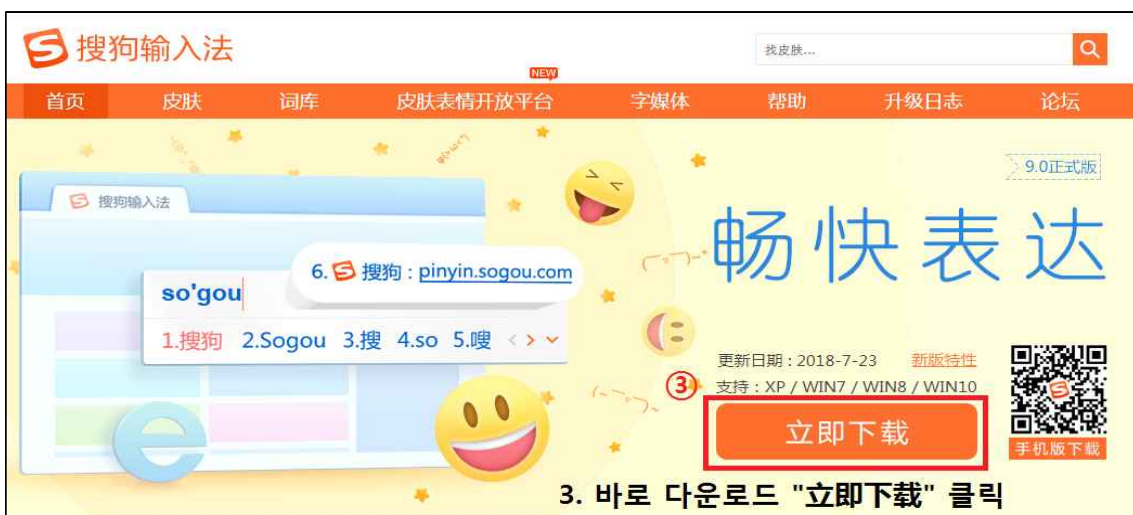 搜狗输入法
找皮肤...
NEW
首页 皮肤 词库 皮肤表情开放平台 字媒体 帮助 升级日志 论坛
9.0正式版
搜狗输入法
畅快表达
6. 搜狗 : pinyin.sogou.com
so'gou
1.搜狗 2.Sogou 3.搜 4.so 5.嗖
更新日期 : 2018-7-23 新版特性
③ 支持 : XP / WIN7 / WIN8 / WIN10
立即下载
手机版下载
3. 바로 다운로드 "立即下载" 클릭